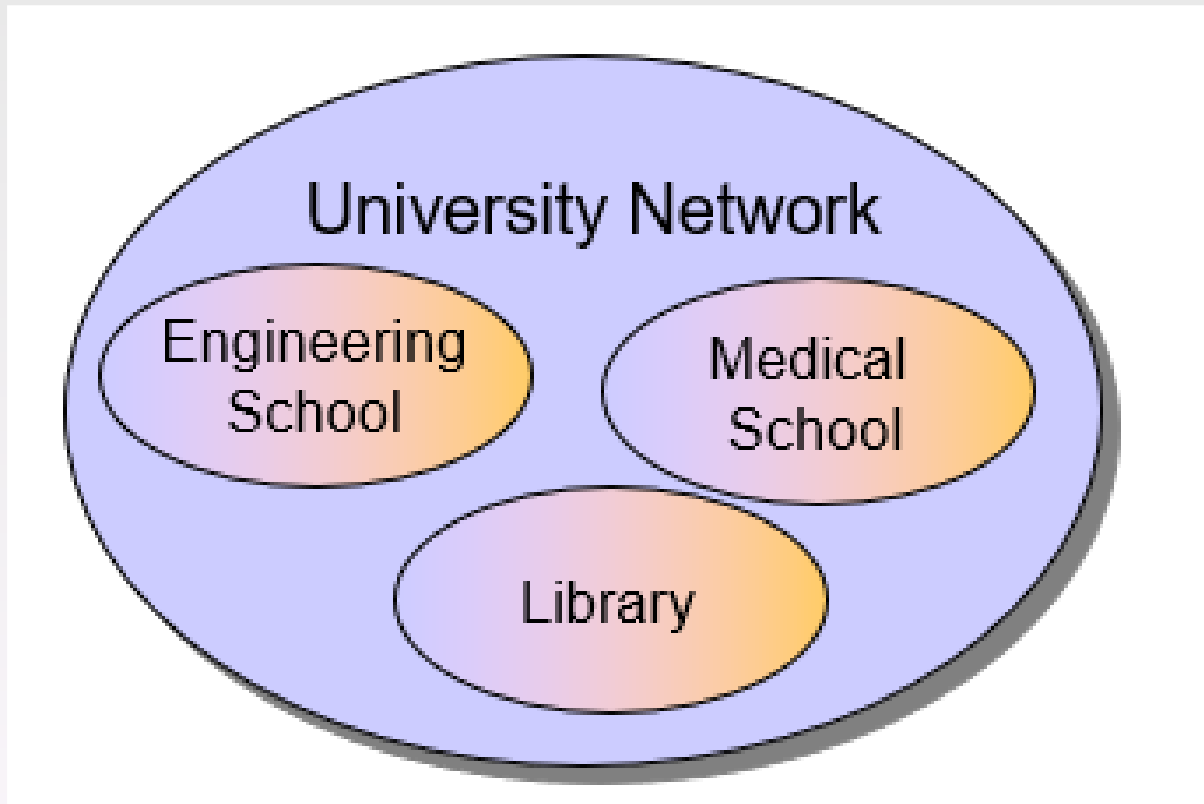 University Network
Engineering
School
Medical
School
Library